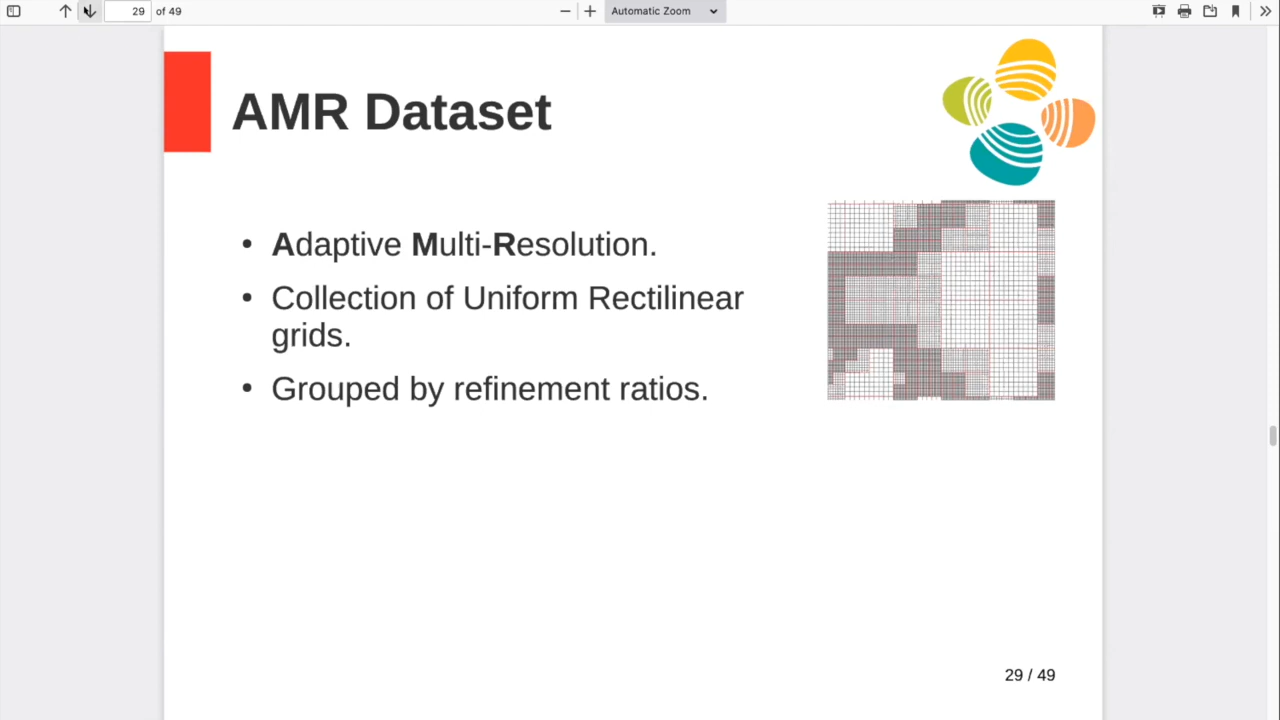 29 of 49 Automatic Zoom
AMR Dataset
• Adaptive Multi-Resolution.
• Collection of Uniform Rectilinear
grids.
• Grouped by refinement ratios.
29 / 49